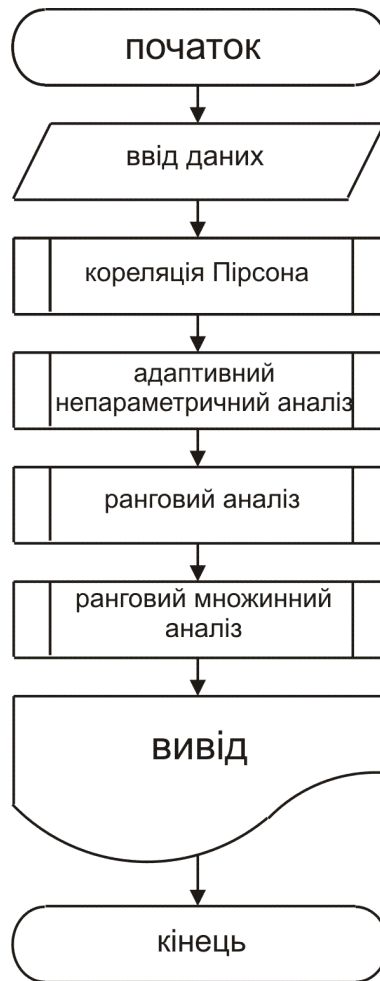 початок
ввід даних
кореляція Пірсона
адаптивний
непараметричний аналіз
ранговий аналіз
ранговий множинний
аналіз
вивід
кінець